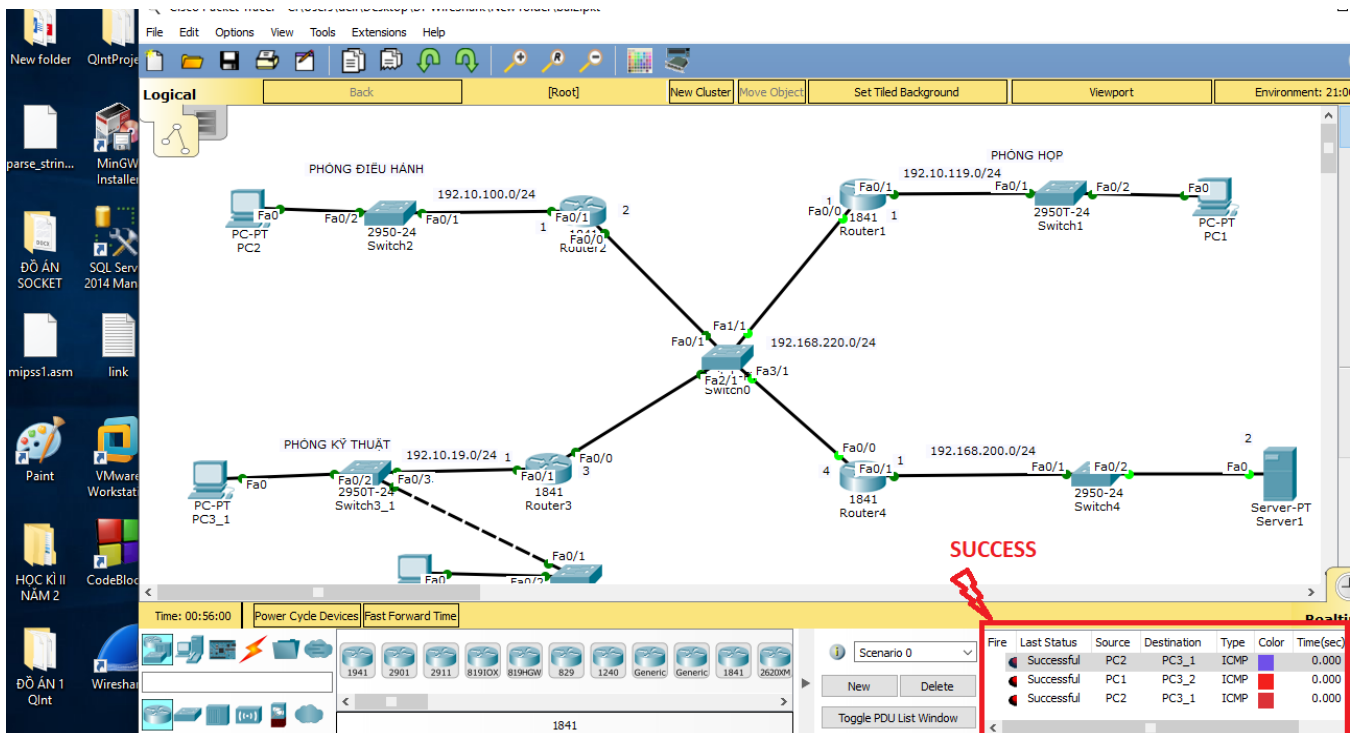 File Edit Options View Tools Extensions Help
New folder
QIntProje
Logical
Back
[Root]
New Cluster
Move Object
Set Tiled Background
Viewport
Environment: 21:00
parse_strin...
MinGW
Installer
ĐỒ ÁN
SOCKET
SQL Serv
2014 Man
mipss1.asm
link
Paint
VMware
Workstati
HỌC KÌ II
NĂM 2
CodeBloc
ĐỒ ÁN 1
QInt
Wireshar
PHÒNG ĐIỀU HÀNH
192.10.100.0/24
Fa0
Fa0/2
Fa0/1
Fa0/1
2
1
Fa0/0
PC-PT
PC2
2950-24
Switch2
1841
Router2
PHÒNG HỌP
192.10.119.0/24
Fa0/1
Fa0/1
Fa0/2
Fa0
1
Fa0/0
1
1841
Router1
2950T-24
Switch1
PC-PT
PC1
Fa1/1
Fa0/1
192.168.220.0/24
Fa2/1
Fa3/1
Switch0
PHÒNG KỸ THUẬT
192.10.19.0/24
1
Fa0/0
Fa0
Fa0/2
Fa0/3
Fa0/1
3
PC-PT
PC3_1
2950T-24
Switch3_1
1841
Router3
Fa0/1
Fa0
Fa0/2
Fa0/0
192.168.200.0/24
2
4
Fa0/1
1
Fa0/1
Fa0/2
Fa0
1841
Router4
2950-24
Switch4
Server-PT
Server1
SUCCESS
Time: 00:56:00
Power Cycle Devices
Fast Forward Time
Realti
1941 2901 2911 819IOX 819HGW 829 1240 Generic Generic 1841 2620XM
1841
Scenario 0
New
Delete
Toggle PDU List Window
Fire Last Status Source Destination Type Color Time(sec)
Successful PC2 PC3_1 ICMP 0.000
Successful PC1 PC3_2 ICMP 0.000
Successful PC2 PC3_1 ICMP 0.000